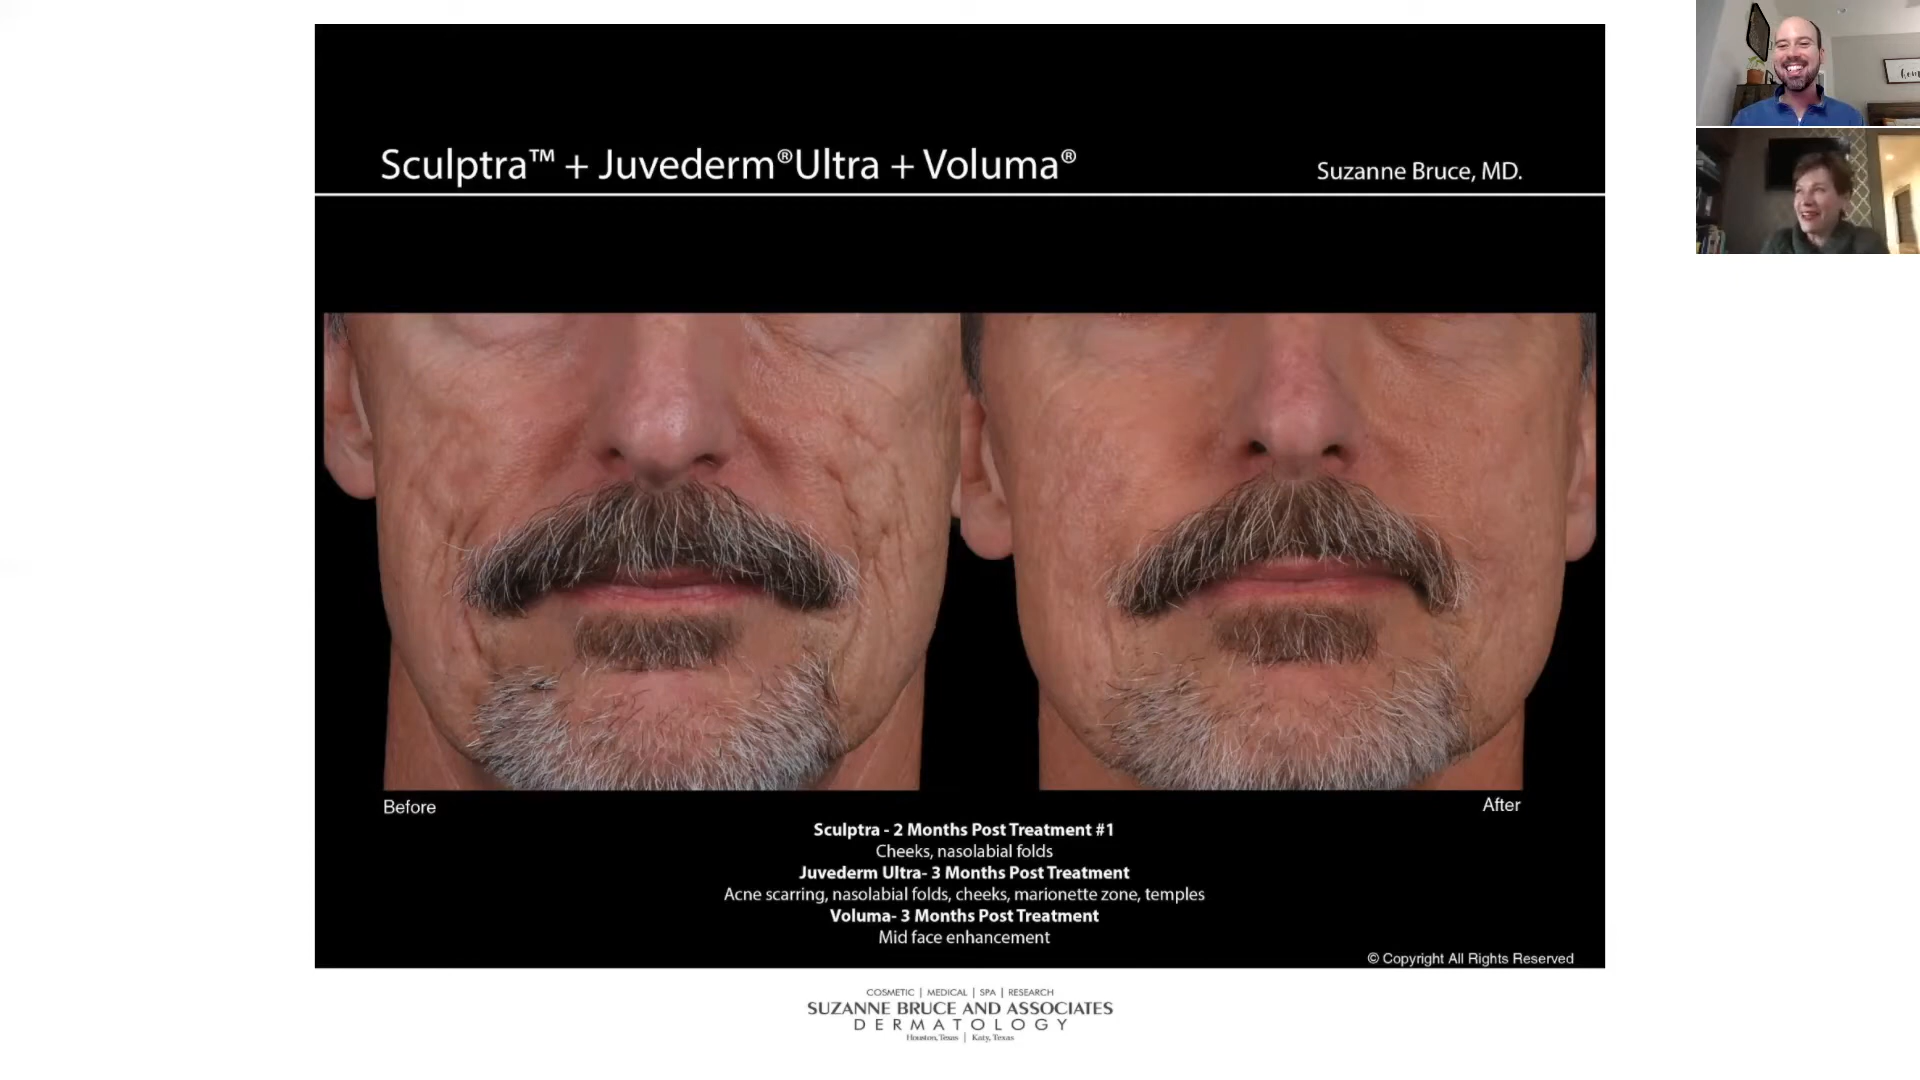 Sculptra™ + Juvederm®Ultra + Voluma®
Suzanne Bruce, MD.
Before
After
Sculptra - 2 Months Post Treatment #1
Cheeks, nasolabial folds
Juvederm Ultra- 3 Months Post Treatment
Acne scarring, nasolabial folds, cheeks, marionette zone, temples
Voluma- 3 Months Post Treatment
Mid face enhancement
© Copyright All Rights Reserved
COSMETIC | MEDICAL | SPA | RESEARCH
SUZANNE BRUCE AND ASSOCIATES
DERMATOLOGY
Houston, Texas | Katy, Texas